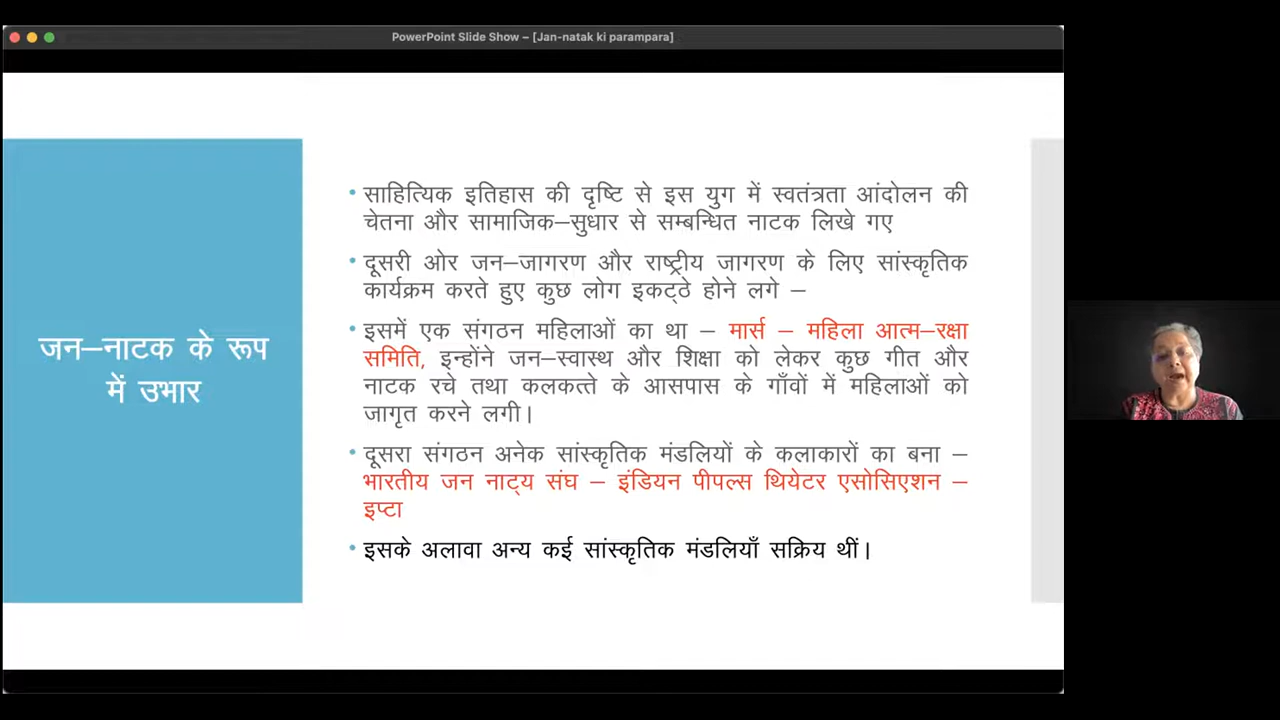 PowerPoint Slide Show – [Jan-natak ki parampara]
जन–नाटक के रूप
में उभार
• साहित्यिक इतिहास की दृष्टि से इस युग में स्वतंत्रता आंदोलन की
चेतना और सामाजिक–सुधार से सम्बन्धित नाटक लिखे गए
• दूसरी ओर जन–जागरण और राष्ट्रीय जागरण के लिए सांस्कृतिक
कार्यक्रम करते हुए कुछ लोग इकट्ठे होने लगे –
• इसमें एक संगठन महिलाओं का था – मार्स – महिला आत्म–रक्षा
समिति, इन्होंने जन–स्वास्थ और शिक्षा को लेकर कुछ गीत और
नाटक रचे तथा कलकत्ते के आसपास के गाँवों में महिलाओं को
जागृत करने लगी।
• दूसरा संगठन अनेक सांस्कृतिक मंडलियों के कलाकारों का बना –
भारतीय जन नाट्य संघ – इंडियन पीपल्स थियेटर एसोसिएशन –
इप्टा
• इसके अलावा अन्य कई सांस्कृतिक मंडलियाँ सक्रिय थीं।